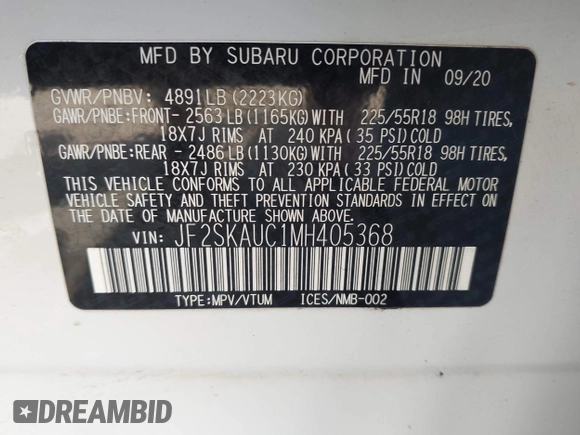 MFD BY SUBARU CORPORATION
MFD IN 09/20
GVWR/PNBV: 4891LB(2223KG)
GAWR/PNBE:FRONT- 2563LB(1165KG)WITH 225/55R18 98H TIRES,
18X7J RIMS AT 240 KPA(35 PSI)COLD
GAWR/PNBE:REAR - 2486LB(1130KG)WITH 225/55R18 98H TIRES,
18X7J RIMS AT 230 KPA(33 PSI)COLD
THIS VEHICLE CONFORMS TO ALL APPLICABLE FEDERAL MOTOR
VEHICLE SAFETY AND THEFT PREVENTION STANDARDS IN EFFECT ON
THE DATE OF MANUFACTURE SHOWN ABOVE.
VIN: JF2SKAUC1MH405368
TYPE:MPV/VTUM ICES/NMB-002
DREAMBID